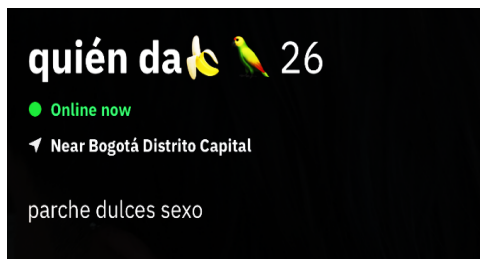 quién da🍌🦜 26
Online now
Near Bogotá Distrito Capital
parche dulces sexo